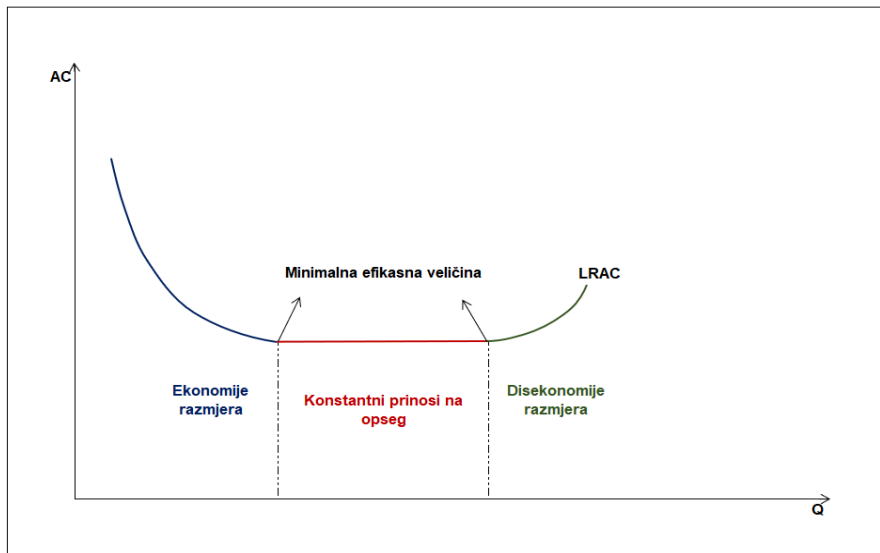 AC
Minimalna efikasna veličina
LRAC
Ekonomije
razmjera
Konstantni prinosi na
opseg
Disekonomije
razmjera
Q